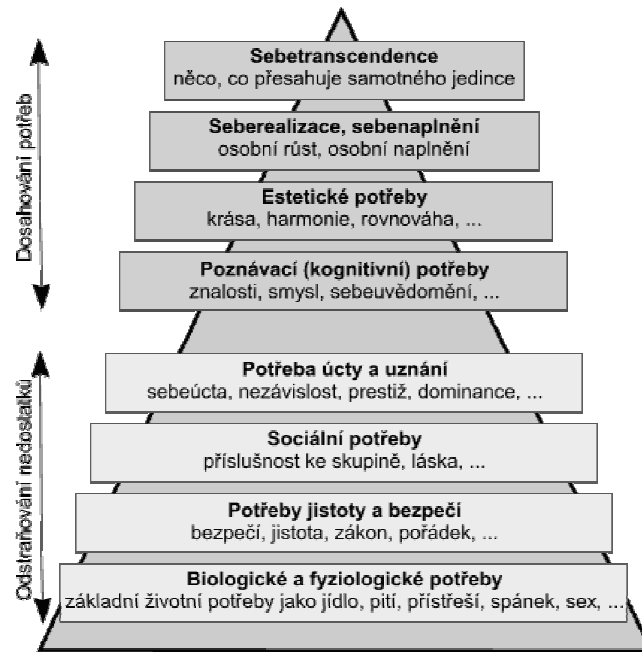 Sebetranscendence
něco, co přesahuje samotného jedince
Seberealizace, sebenaplnění
osobní růst, osobní naplnění
Estetické potřeby
krása, harmonie, rovnováha, ...
Poznávací (kognitivní) potřeby
znalosti, smysl, sebeuvědomění, ...
Dosahování potřeb
Potřeba úcty a uznání
sebeúcta, nezávislost, prestiž, dominance, ...
Sociální potřeby
příslušnost ke skupině, láska, ...
Potřeby jistoty a bezpečí
bezpečí, jistota, zákon, pořádek, ...
Biologické a fyziologické potřeby
základní životní potřeby jako jídlo, pití, přístřeší, spánek, sex, ...
Odstraňování nedostatků